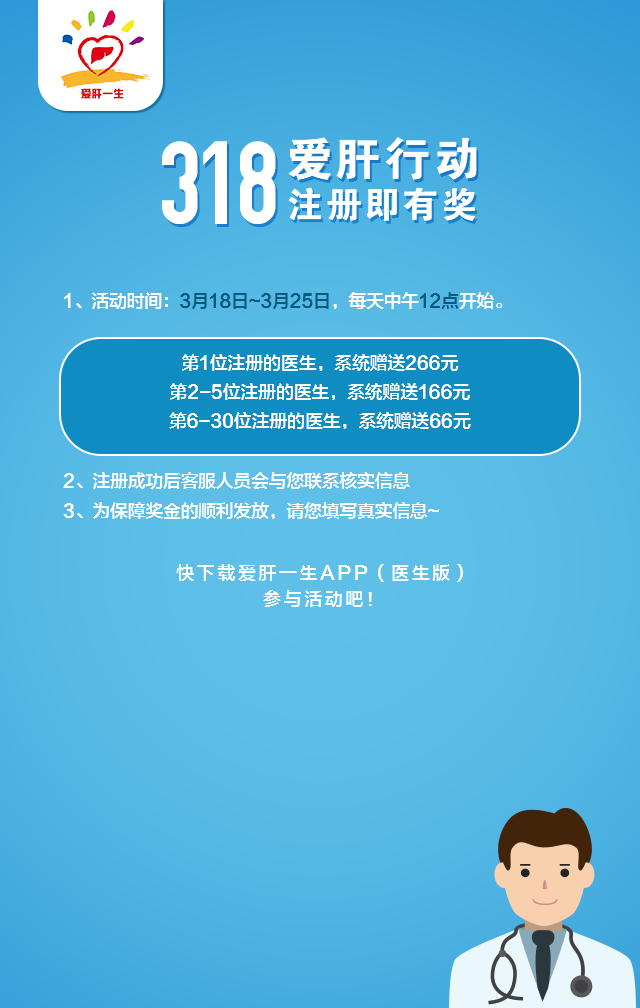 爱肝一生
318 爱肝行动
注册即有奖
1、活动时间：3月18日~3月25日，每天中午12点开始。
第1位注册的医生，系统赠送266元
第2-5位注册的医生，系统赠送166元
第6-30位注册的医生，系统赠送66元
2、注册成功后客服人员会与您联系核实信息
3、为保障奖金的顺利发放，请您填写真实信息~
快下载爱肝一生APP（医生版）
参与活动吧！